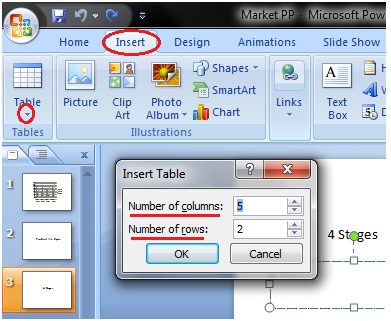 Market PP - Microsoft Pow
Home Insert Design Animations Slide Show
Table Picture Clip Art Photo Album Shapes SmartArt Chart Links Text Box
Tables Illustrations
1
2
3
Insert Table
Number of columns: 5
Number of rows: 2
OK Cancel
4 Stages